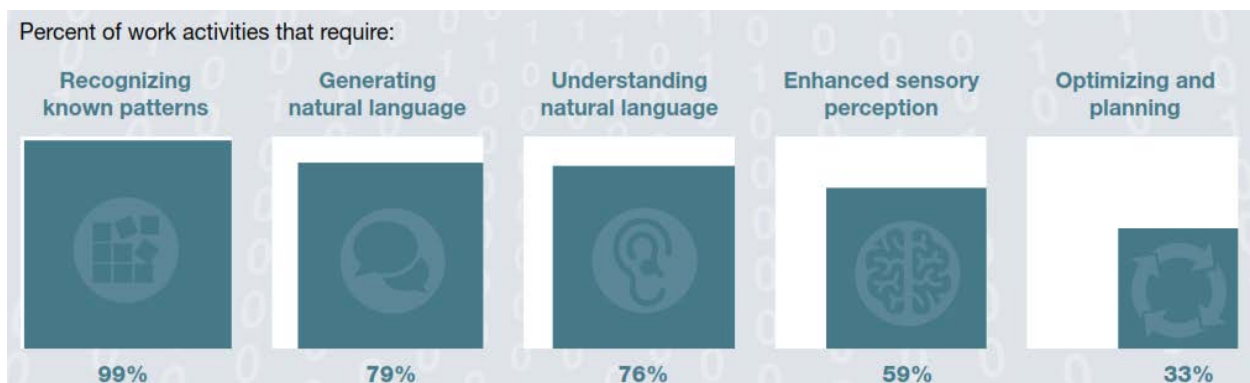 Percent of work activities that require:
Recognizing
known patterns
99%
Generating
natural language
79%
Understanding
natural language
76%
Enhanced sensory
perception
59%
Optimizing and
planning
33%